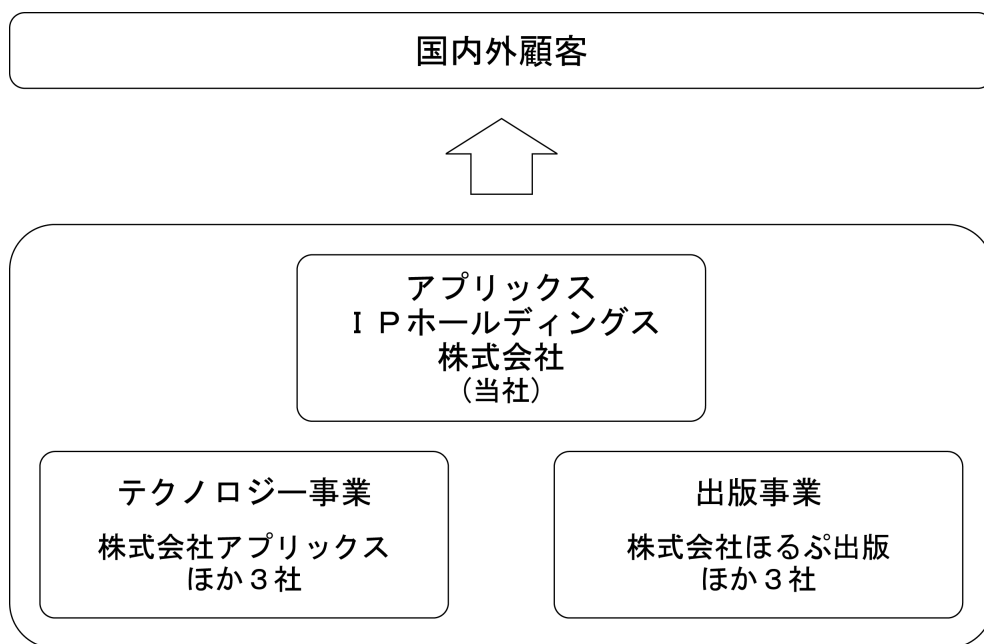 国内外顧客
アプリックス
ＩＰホールディングス
株式会社
（当社）
テクノロジー事業
株式会社アプリックス
ほか３社
出版事業
株式会社ほるぷ出版
ほか３社